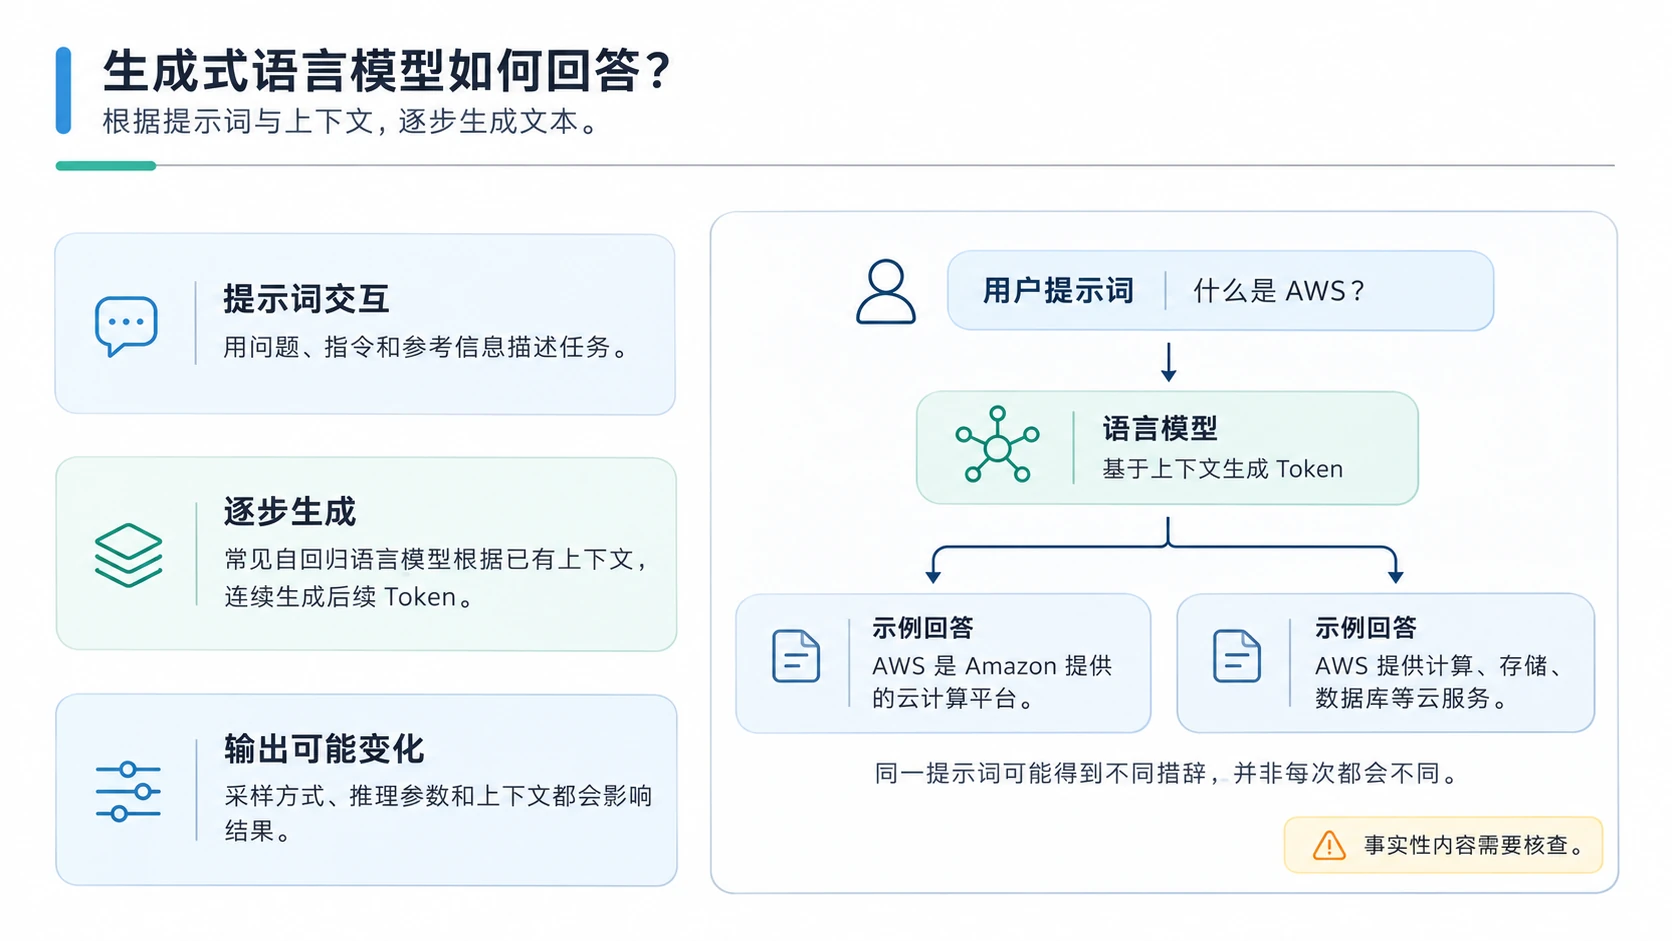 生成式语言模型如何回答？
根据提示词与上下文，逐步生成文本。
提示词交互
用问题、指令和参考信息描述任务。
逐步生成
常见自回归语言模型根据已有上下文，
连续生成后续 Token。
输出可能变化
采样方式、推理参数和上下文都会影响
结果。
用户提示词 什么是 AWS？
语言模型
基于上下文生成 Token
示例回答
AWS 是 Amazon 提供
的云计算平台。
示例回答
AWS 提供计算、存储、
数据库等云服务。
同一提示词可能得到不同措辞，并非每次都会不同。
事实性内容需要核查。